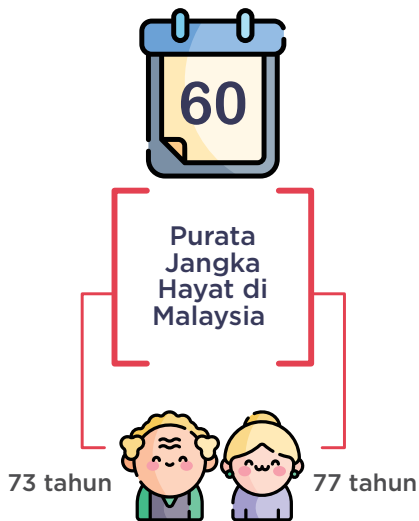 60
Purata
Jangka
Hayat di
Malaysia
73 tahun
77 tahun